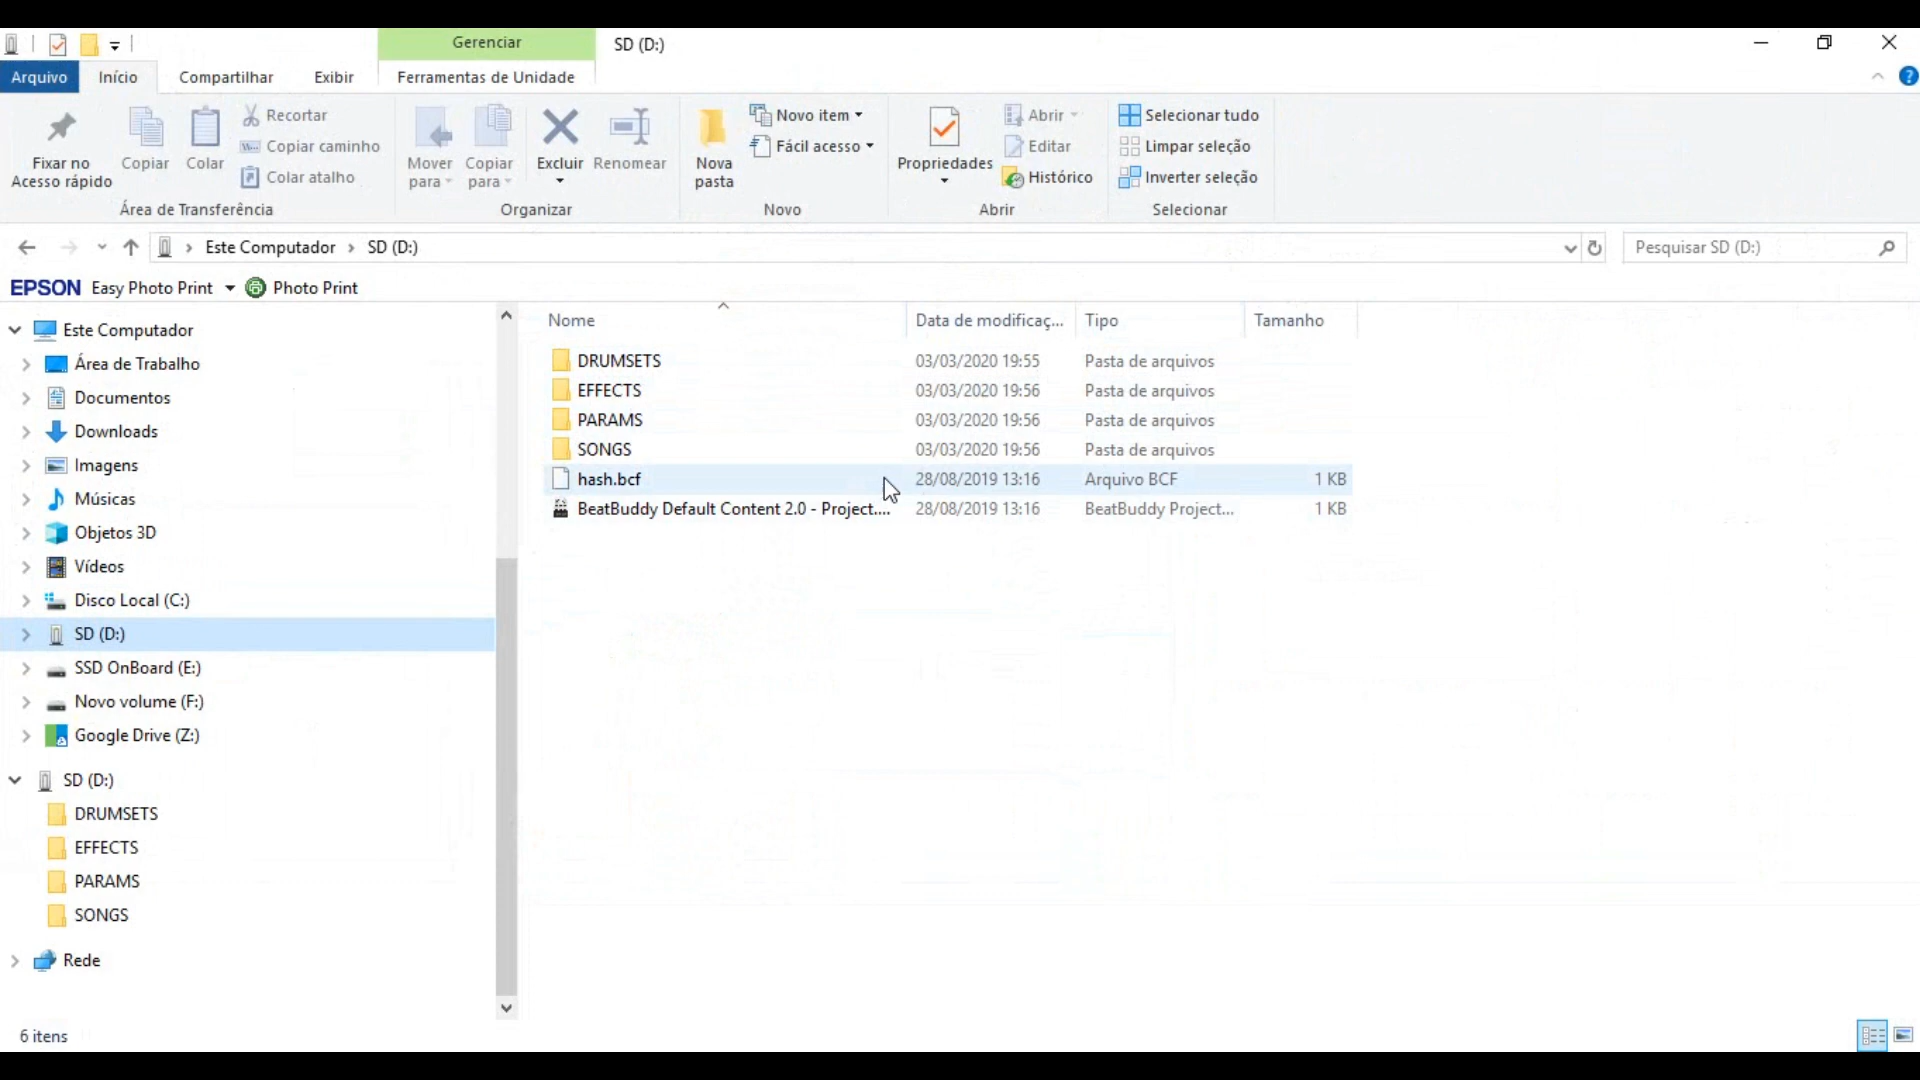 Gerenciar
SD (D:)
Arquivo
Início
Compartilhar
Exibir
Ferramentas de Unidade
Fixar no
Acesso rápido
Copiar
Colar
Recortar
Copiar caminho
Colar atalho
Área de Transferência
Mover
para
Copiar
para
Excluir
Renomear
Organizar
Nova
pasta
Novo item
Fácil acesso
Novo
Propriedades
Abrir
Editar
Histórico
Abrir
Selecionar tudo
Limpar seleção
Inverter seleção
Selecionar
Este Computador > SD (D:)
Pesquisar SD (D:)
EPSON Easy Photo Print Photo Print
Este Computador
Área de Trabalho
Documentos
Downloads
Imagens
Músicas
Objetos 3D
Vídeos
Disco Local (C:)
SD (D:)
SSD OnBoard (E:)
Novo volume (F:)
Google Drive (Z:)
SD (D:)
DRUMSETS
EFFECTS
PARAMS
SONGS
Rede
Nome Data de modificaç... Tipo Tamanho
DRUMSETS 03/03/2020 19:55 Pasta de arquivos
EFFECTS 03/03/2020 19:56 Pasta de arquivos
PARAMS 03/03/2020 19:56 Pasta de arquivos
SONGS 03/03/2020 19:56 Pasta de arquivos
hash.bcf 28/08/2019 13:16 Arquivo BCF 1 KB
BeatBuddy Default Content 2.0 - Project.... 28/08/2019 13:16 BeatBuddy Project... 1 KB
6 itens